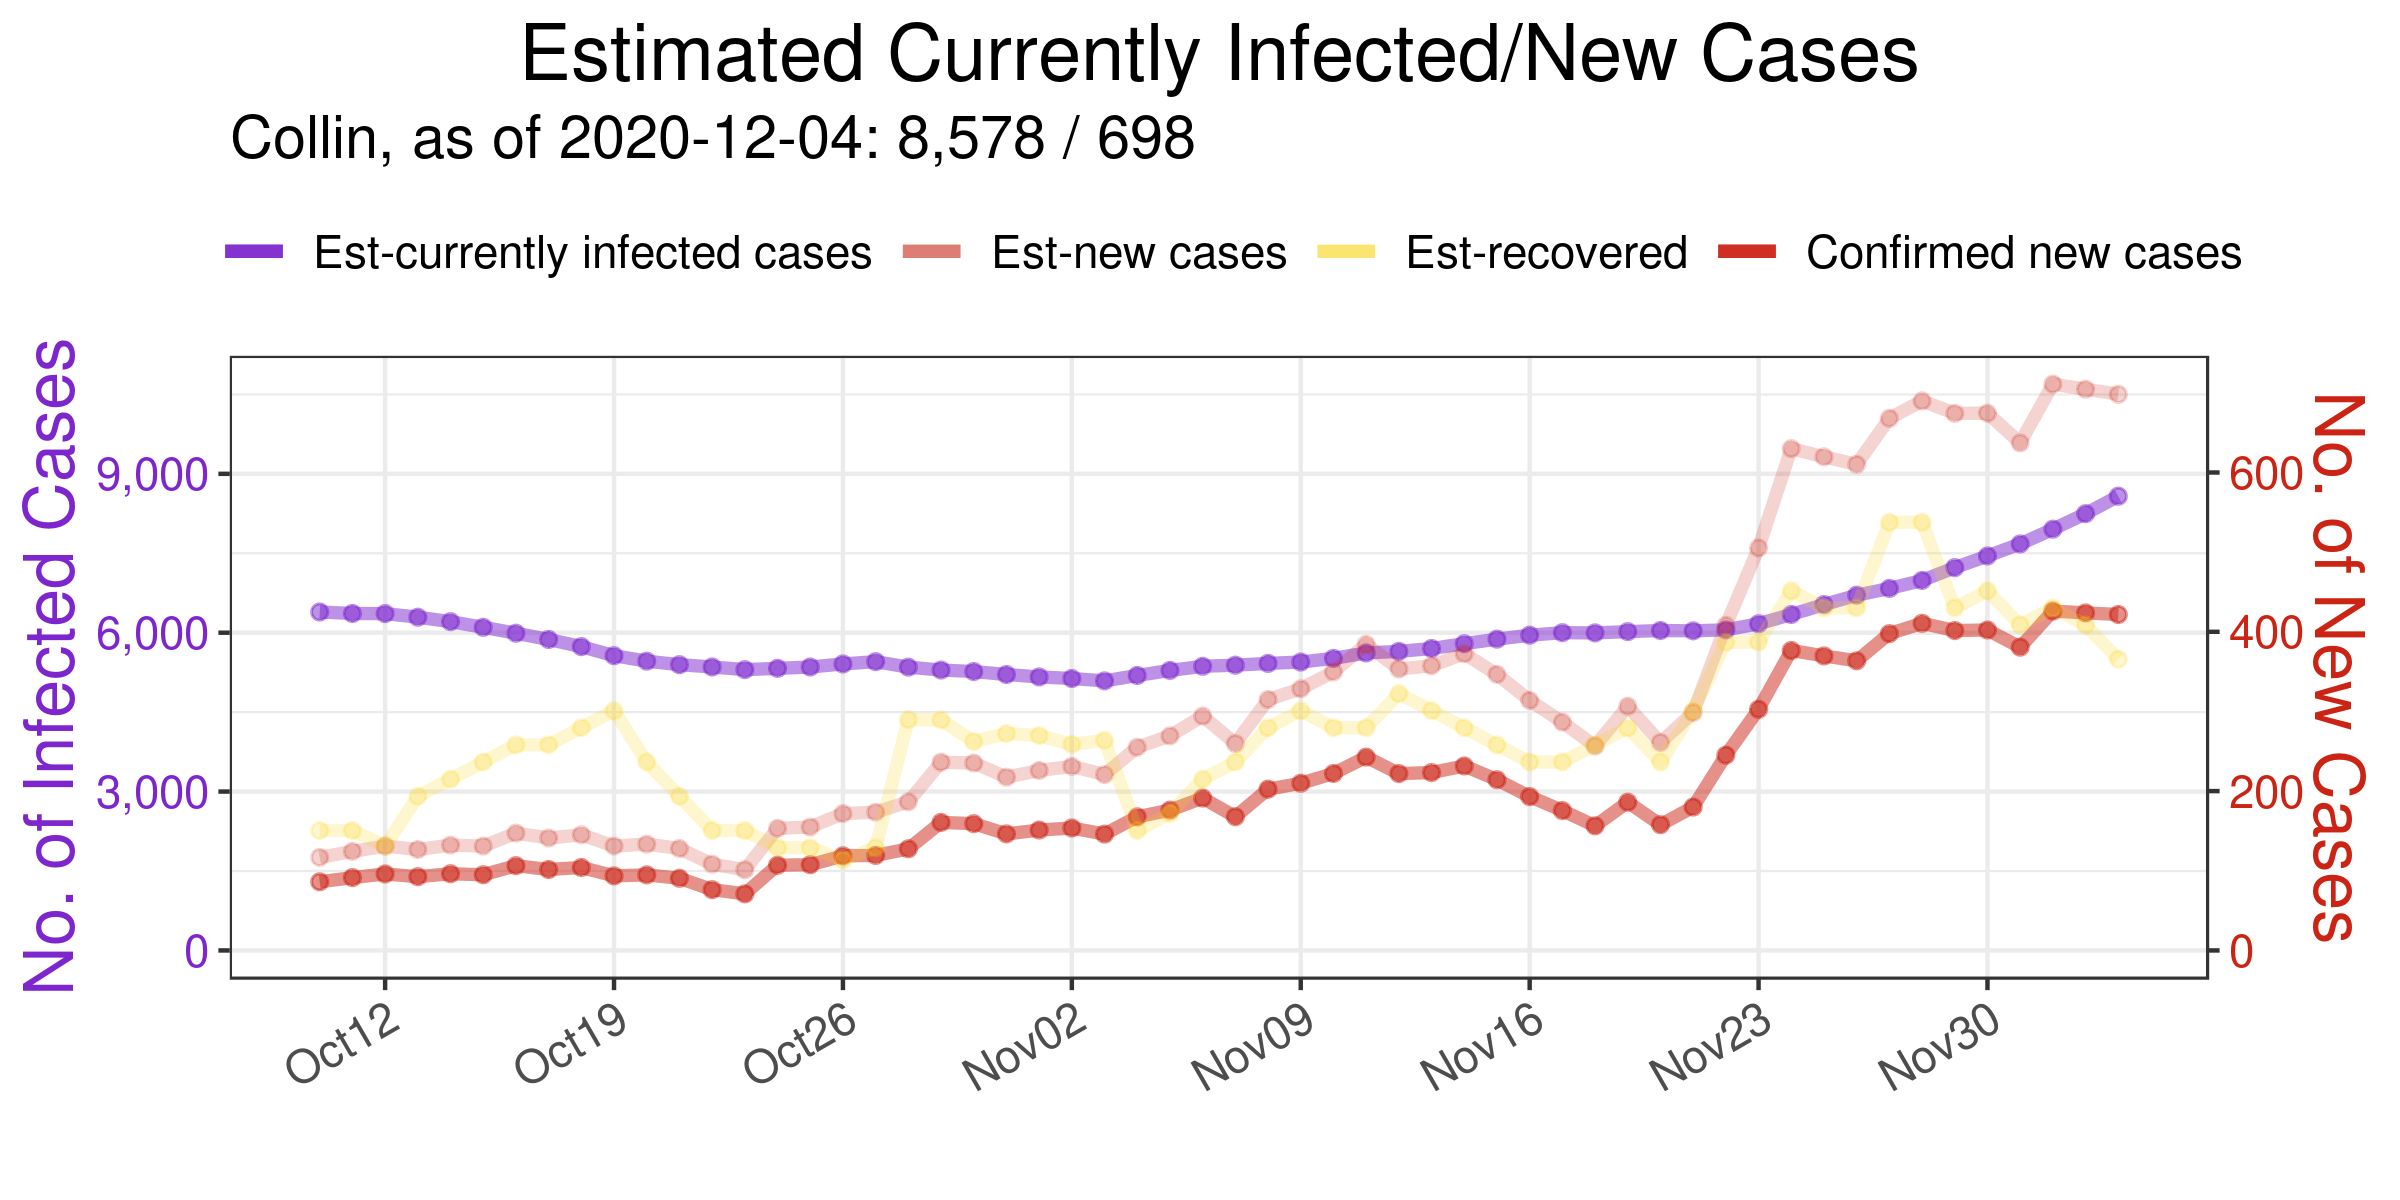 Estimated Currently Infected/New Cases
Collin, as of 2020-12-04: 8,578 / 698
Est-currently infected cases Est-new cases Est-recovered Confirmed new cases
No. of Infected Cases
9,000
6,000
3,000
0
600
400
200
0
No. of New Cases
Oct12 Oct19 Oct26 Nov02 Nov09 Nov16 Nov23 Nov30